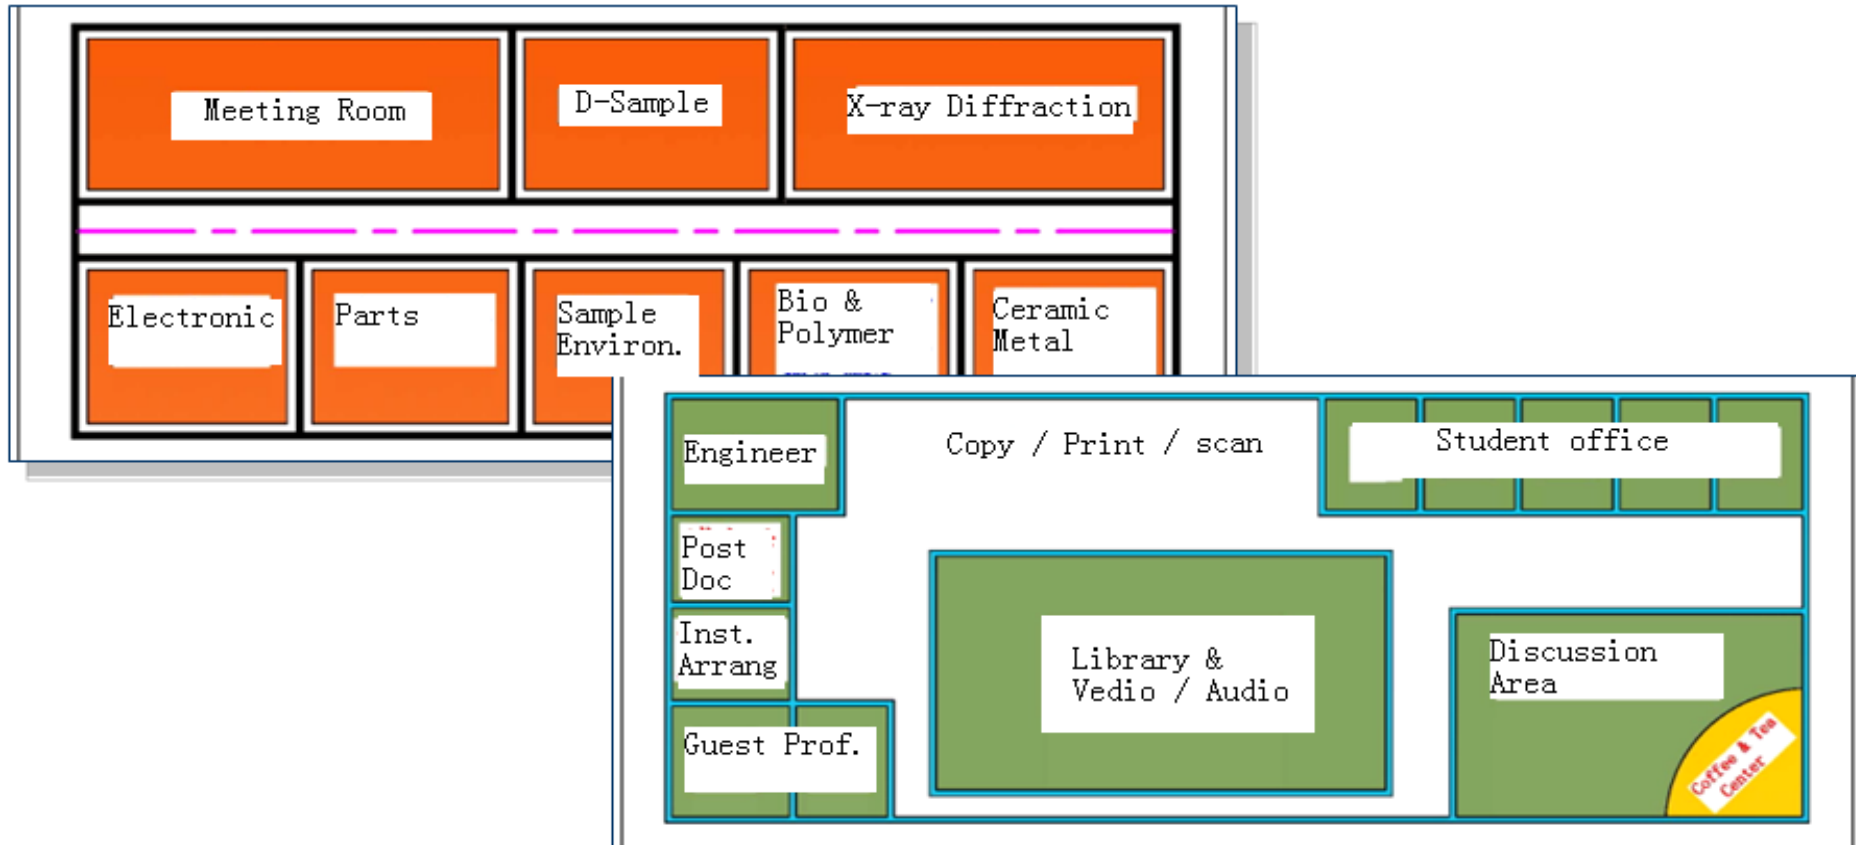 Meeting Room
D-Sample
X-ray Diffraction
Electronic
Parts
Sample
Environ.
Bio &
Polymer
Ceramic
Metal
Engineer
Copy / Print / scan
Student office
Post
Doc
Inst.
Arrang
Guest Prof.
Library &
Vedio / Audio
Discussion
Area
Coffee & Tea
Center